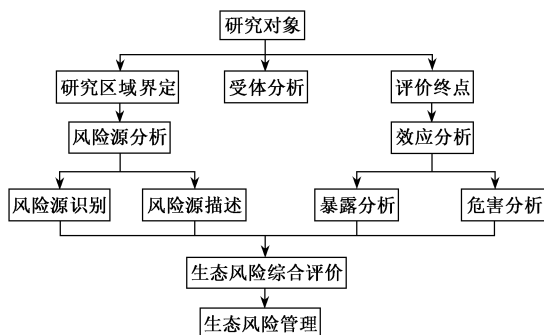 研究对象
研究区域界定
受体分析
评价终点
风险源分析
效应分析
风险源识别
风险源描述
暴露分析
危害分析
生态风险综合评价
生态风险管理